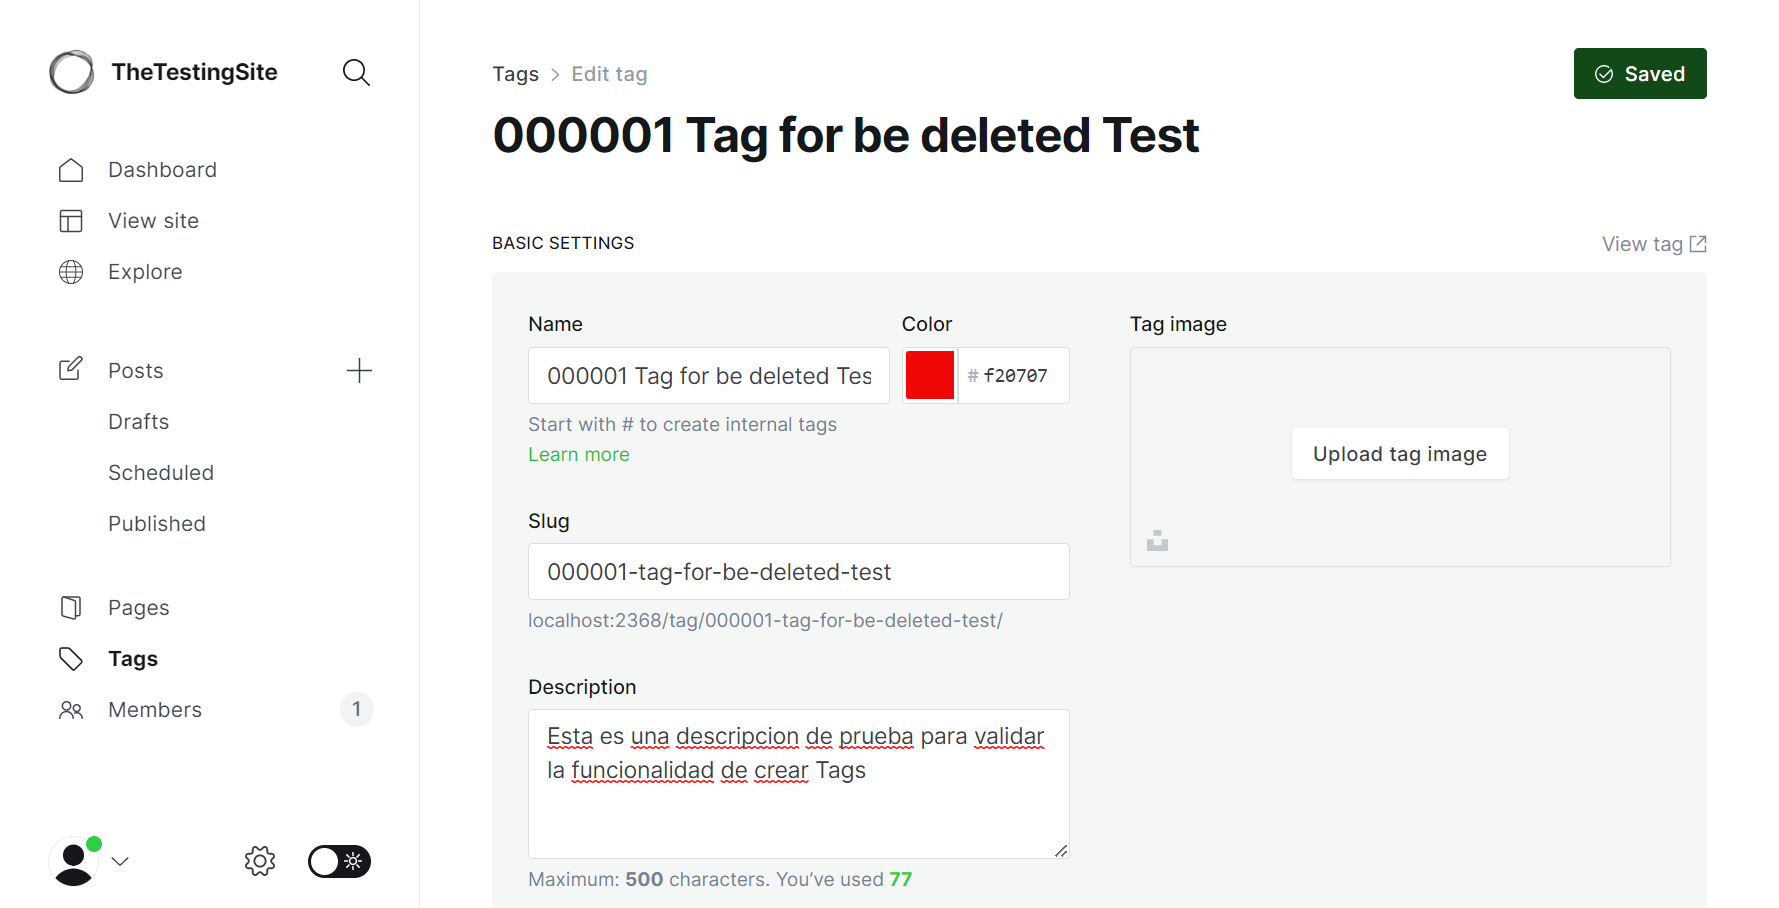 TheTestingSite
Dashboard
View site
Explore
Posts
Drafts
Scheduled
Published
Pages
Tags
Members
1
Tags > Edit tag
Saved
000001 Tag for be deleted Test
BASIC SETTINGS
View tag
Name
000001 Tag for be deleted Tes
Start with # to create internal tags
Learn more
Color
# f20707
Slug
000001-tag-for-be-deleted-test
localhost:2368/tag/000001-tag-for-be-deleted-test/
Description
Esta es una descripcion de prueba para validar
la funcionalidad de crear Tags
Maximum: 500 characters. You’ve used 77
Tag image
Upload tag image